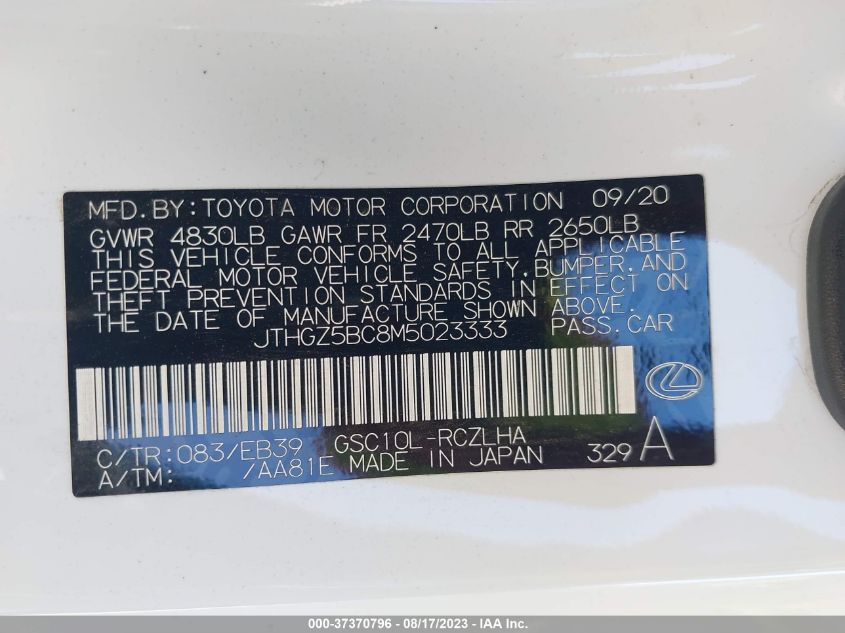 MFD.BY:TOYOTA MOTOR CORPORATION 09/20
GVWR 4830LB GAWR FR 2470LB RR 2650LB
THIS VEHICLE CONFORMS TO ALL APPLICABLE
FEDERAL MOTOR VEHICLE SAFETY,BUMPER,AND
THEFT PREVENTION STANDARDS IN EFFECT ON
THE DATE OF MANUFACTURE SHOWN ABOVE.
JTHGZ5BC8M5023333 PASS.CAR
C/TR:083/EB39 GSC10L-RCZLHA
A/TM: /AA81E MADE IN JAPAN 329 A
000-37370796 - 08/17/2023 - IAA Inc.